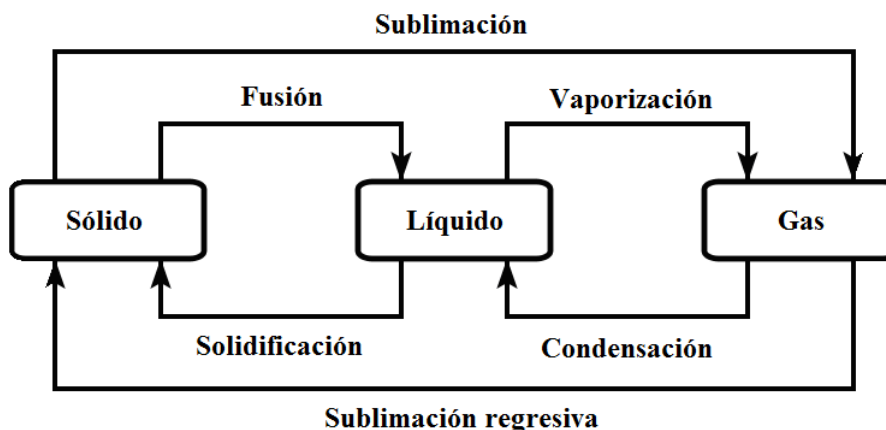 Sublimación
Fusión
Vaporización
Sólido
Líquido
Gas
Solidificación
Condensación
Sublimación regresiva